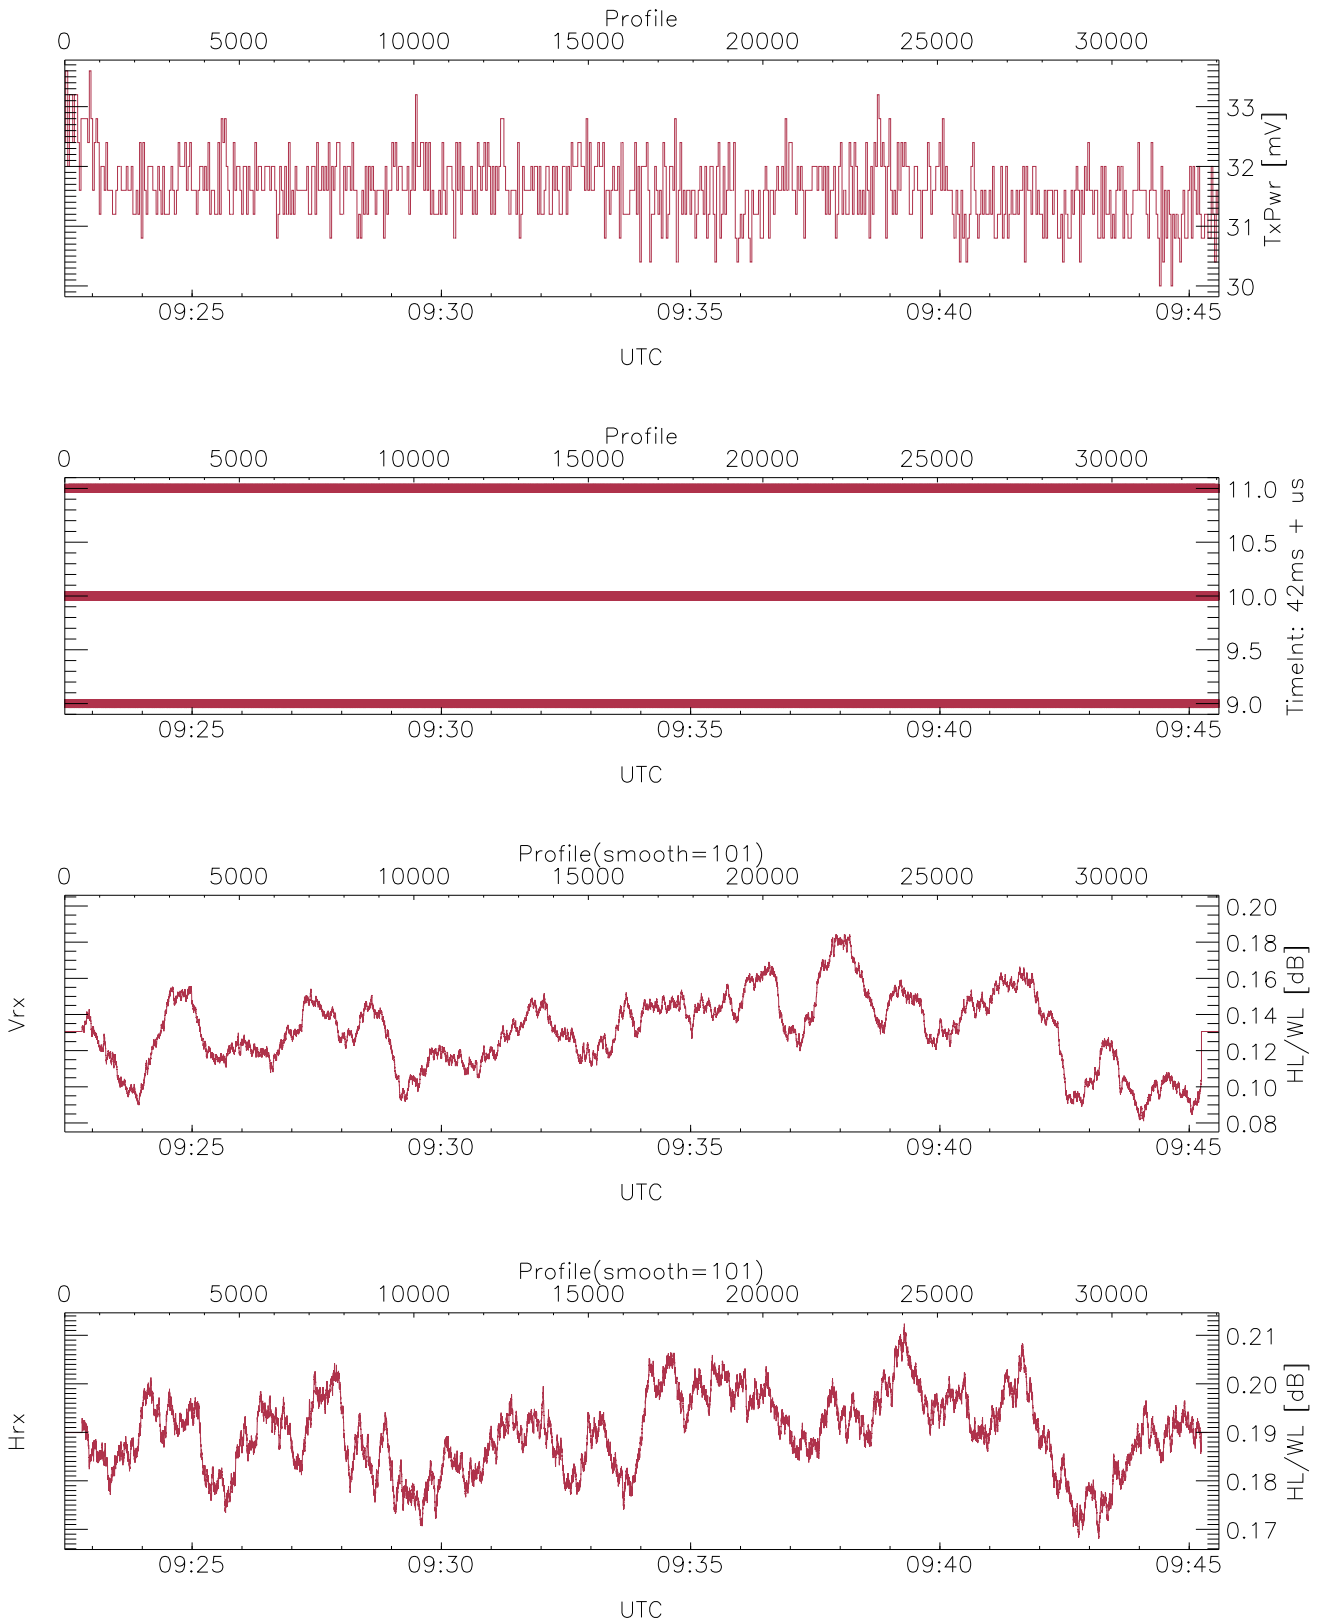 Profile
0 5000 10000 15000 20000 25000 30000
33
32
31
30
TxPwr [mV]
09:25 09:30 09:35 09:40 09:45
UTC
Profile
0 5000 10000 15000 20000 25000 30000
11.0
10.5
10.0
9.5
9.0
TimeInt: 42ms + us
09:25 09:30 09:35 09:40 09:45
UTC
Profile(smooth=101)
0 5000 10000 15000 20000 25000 30000
Vrx
0.20
0.18
0.16
0.14
0.12
0.10
0.08
HL/WL [dB]
09:25 09:30 09:35 09:40 09:45
UTC
Profile(smooth=101)
0 5000 10000 15000 20000 25000 30000
Hrx
0.21
0.20
0.19
0.18
0.17
HL/WL [dB]
09:25 09:30 09:35 09:40 09:45
UTC